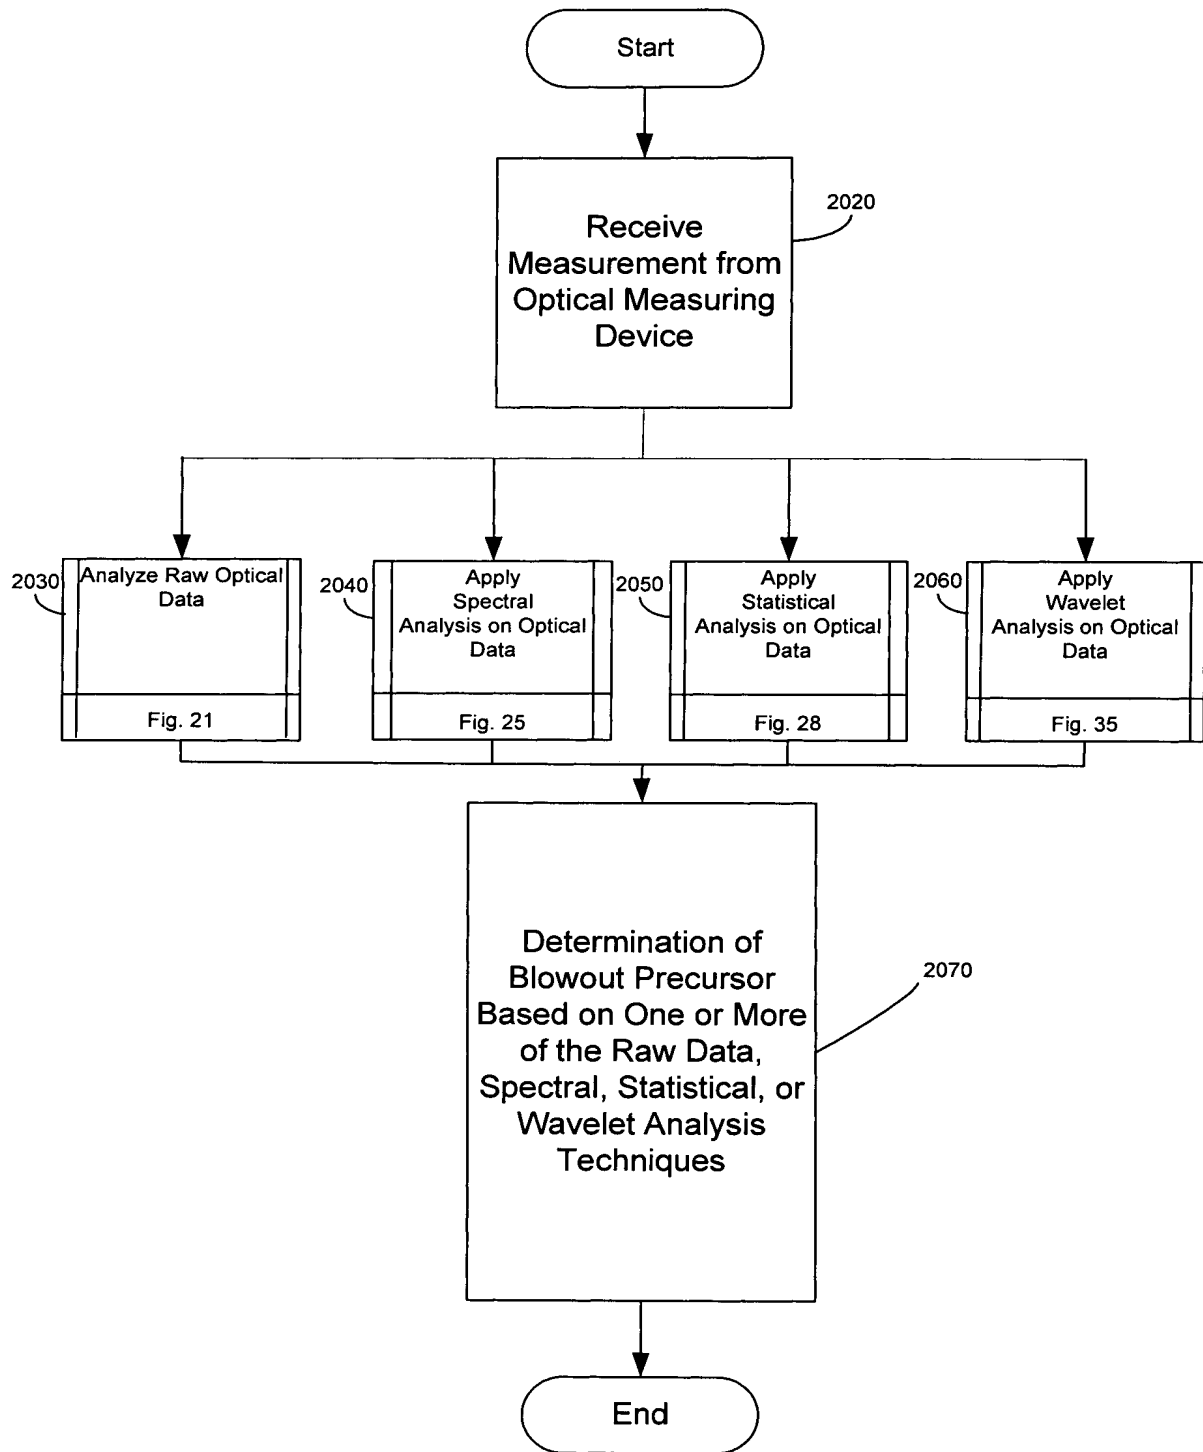 Start
2020
Receive
Measurement from
Optical Measuring
Device
2030
Analyze Raw Optical
Data
Fig. 21
2040
Apply
Spectral
Analysis on Optical
Data
Fig. 25
2050
Apply
Statistical
Analysis on Optical
Data
Fig. 28
2060
Apply
Wavelet
Analysis on Optical
Data
Fig. 35
Determination of
Blowout Precursor
Based on One or More
of the Raw Data,
Spectral, Statistical, or
Wavelet Analysis
Techniques
2070
End